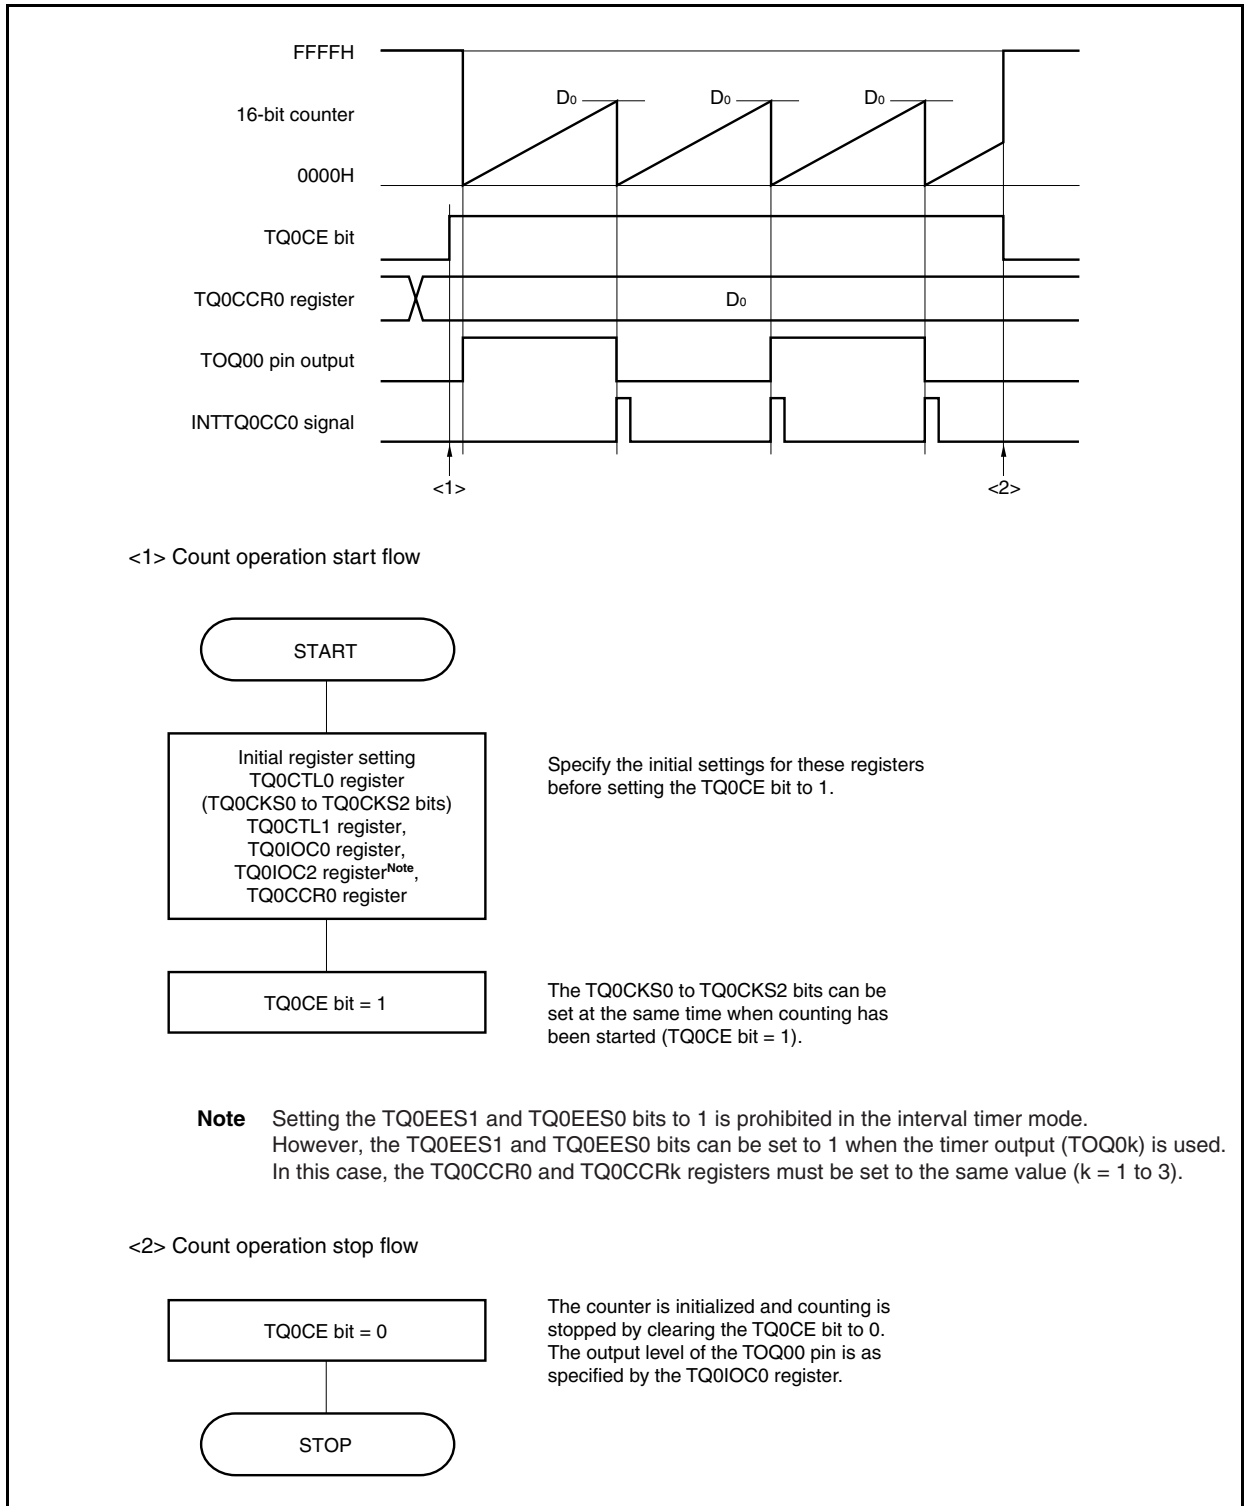 FFFFH
16-bit counter
0000H
D0 D0 D0
TQ0CE bit
TQ0CCR0 register
D0
TOQ00 pin output
INTTQ0CC0 signal
<1> <2>
<1> Count operation start flow
START
Initial register setting
TQ0CTL0 register
(TQ0CKS0 to TQ0CKS2 bits)
TQ0CTL1 register,
TQ0IOC0 register,
TQ0IOC2 registerNote,
TQ0CCR0 register
Specify the initial settings for these registers
before setting the TQ0CE bit to 1.
TQ0CE bit = 1
The TQ0CKS0 to TQ0CKS2 bits can be
set at the same time when counting has
been started (TQ0CE bit = 1).
Note Setting the TQ0EES1 and TQ0EES0 bits to 1 is prohibited in the interval timer mode.
However, the TQ0EES1 and TQ0EES0 bits can be set to 1 when the timer output (TOQ0k) is used.
In this case, the TQ0CCR0 and TQ0CCRk registers must be set to the same value (k = 1 to 3).
<2> Count operation stop flow
TQ0CE bit = 0
The counter is initialized and counting is
stopped by clearing the TQ0CE bit to 0.
The output level of the TOQ00 pin is as
specified by the TQ0IOC0 register.
STOP